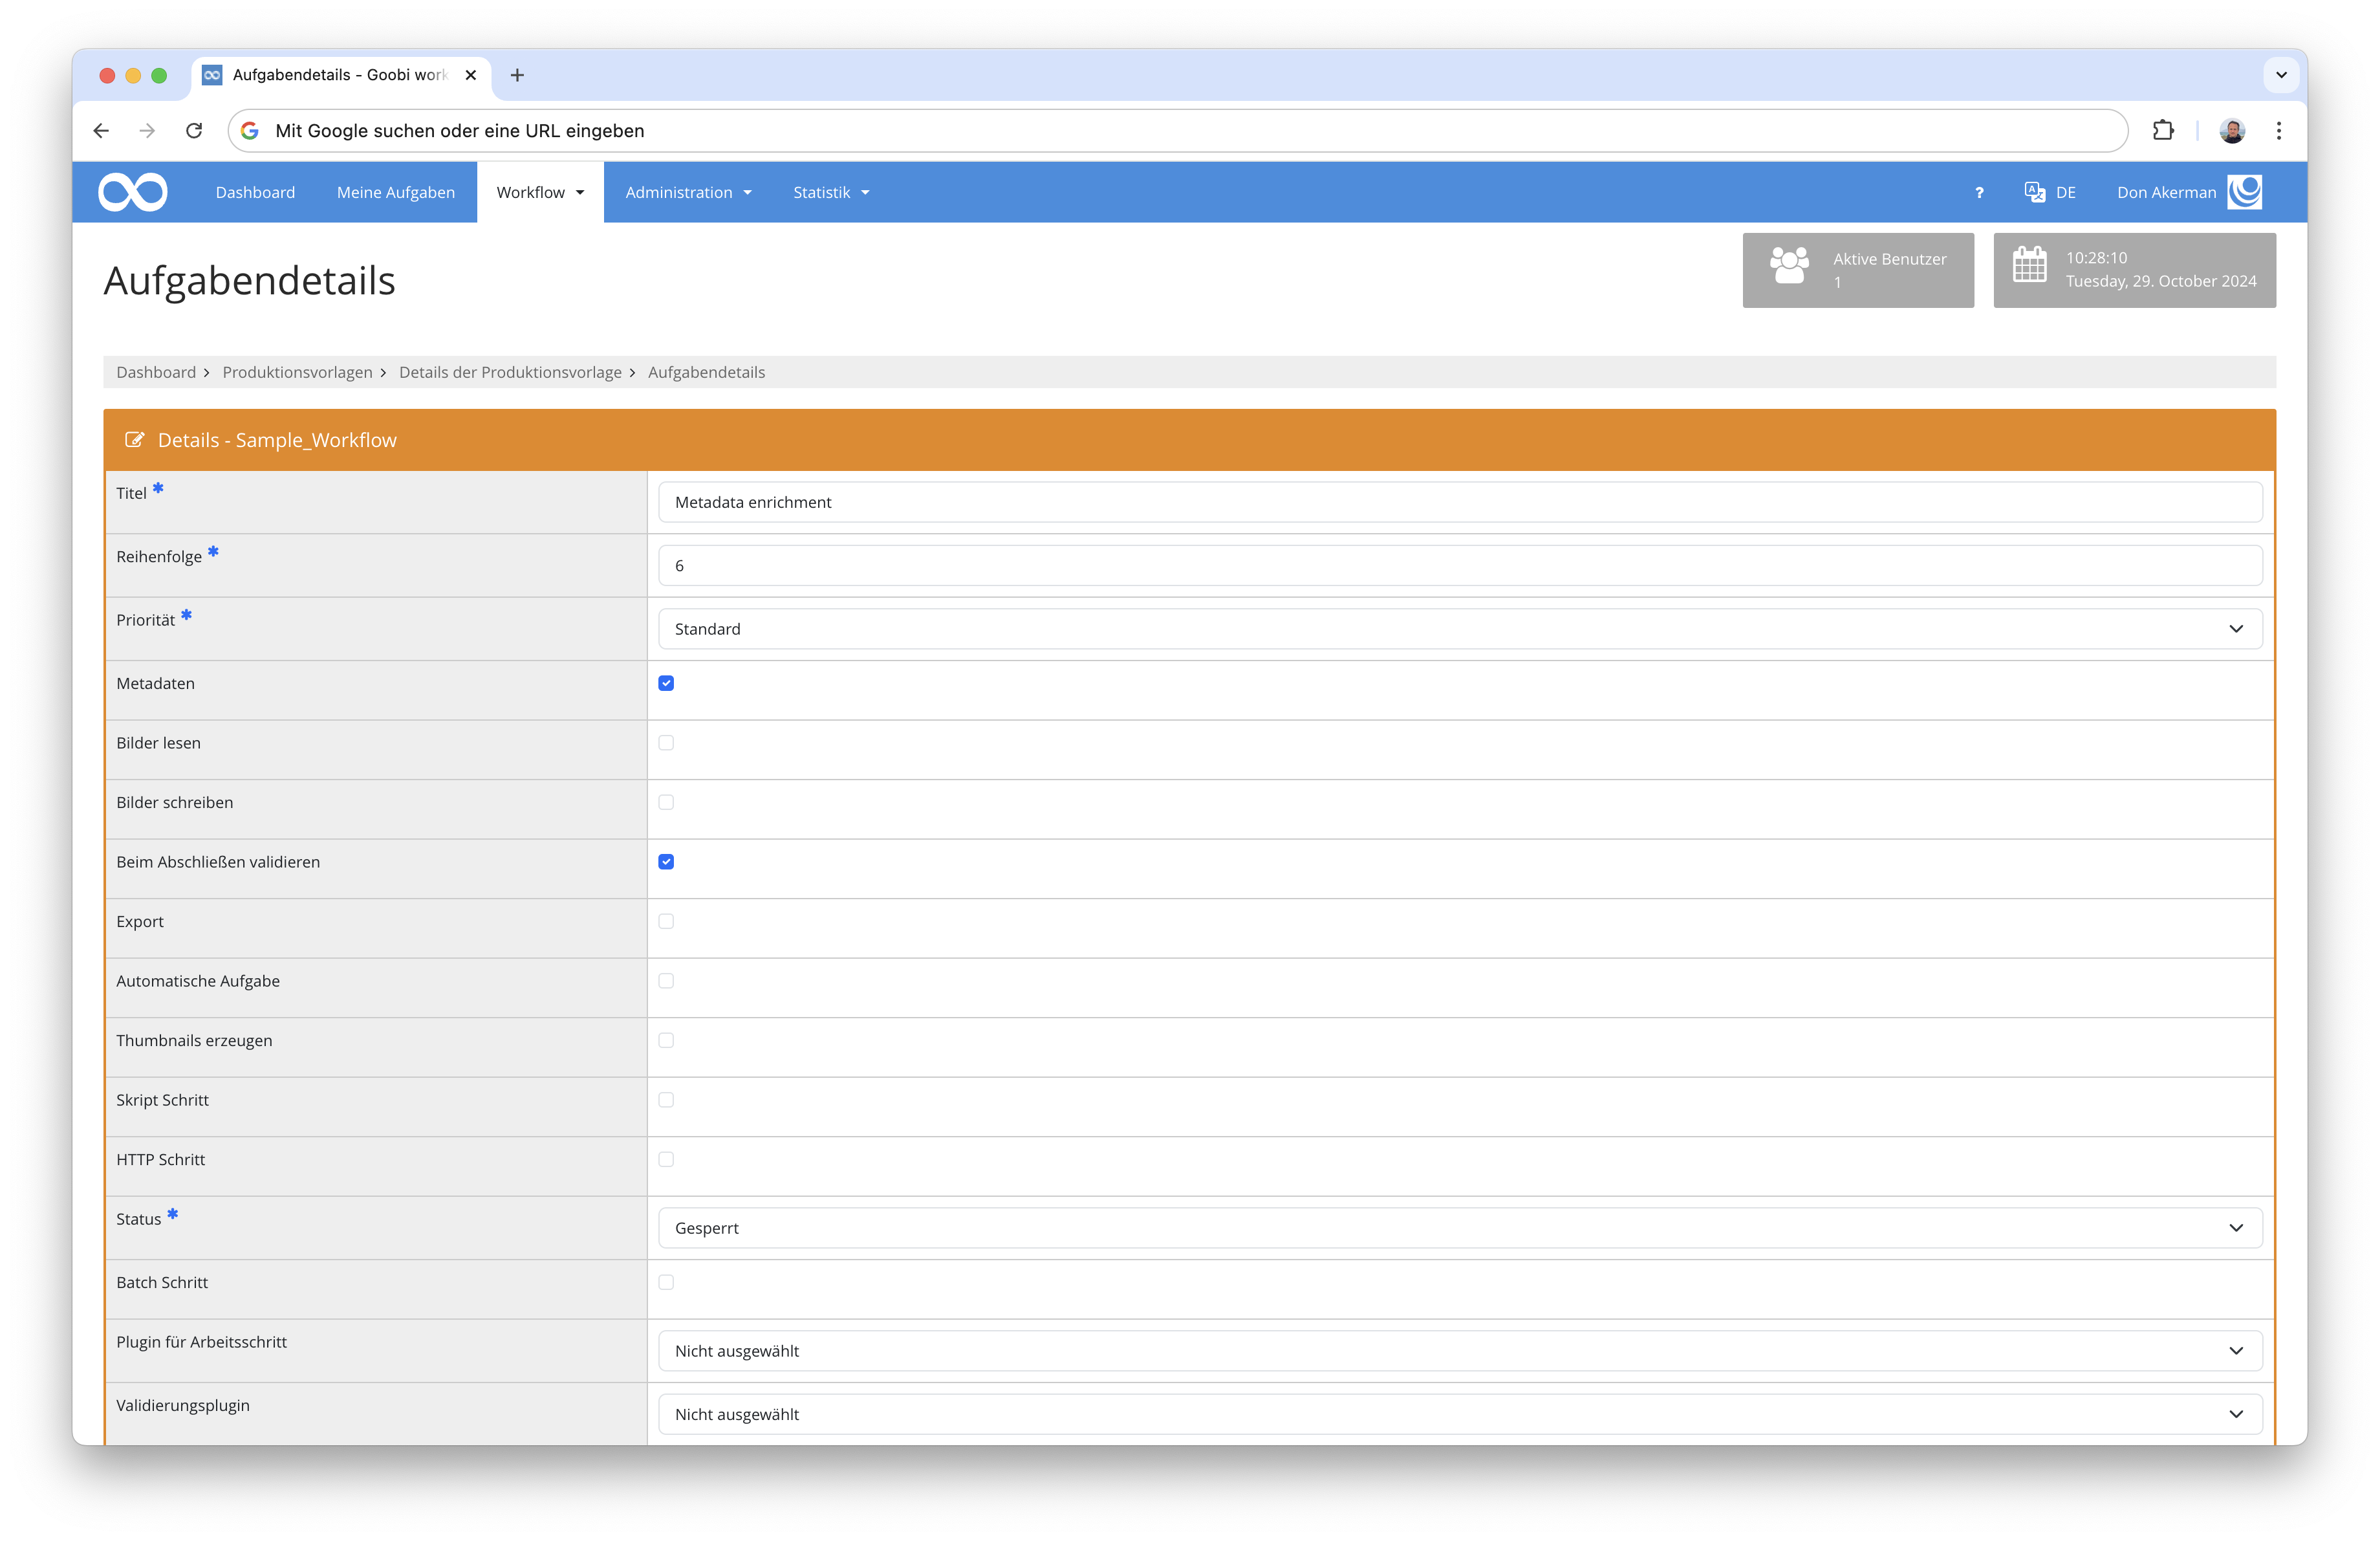 Aufgabendetails - Goobi work
Mit Google suchen oder eine URL eingeben
Dashboard Meine Aufgaben Workflow Administration Statistik ? DE Don Akerman
Aufgabendetails
Aktive Benutzer
1
10:28:10
Tuesday, 29. October 2024
Dashboard > Produktionsvorlagen > Details der Produktionsvorlage > Aufgabendetails
Details - Sample_Workflow
Titel * Metadata enrichment
Reihenfolge * 6
Priorität * Standard
Metadaten
Bilder lesen
Bilder schreiben
Beim Abschließen validieren
Export
Automatische Aufgabe
Thumbnails erzeugen
Skript Schritt
HTTP Schritt
Status * Gesperrt
Batch Schritt
Plugin für Arbeitsschritt Nicht ausgewählt
Validierungsplugin Nicht ausgewählt